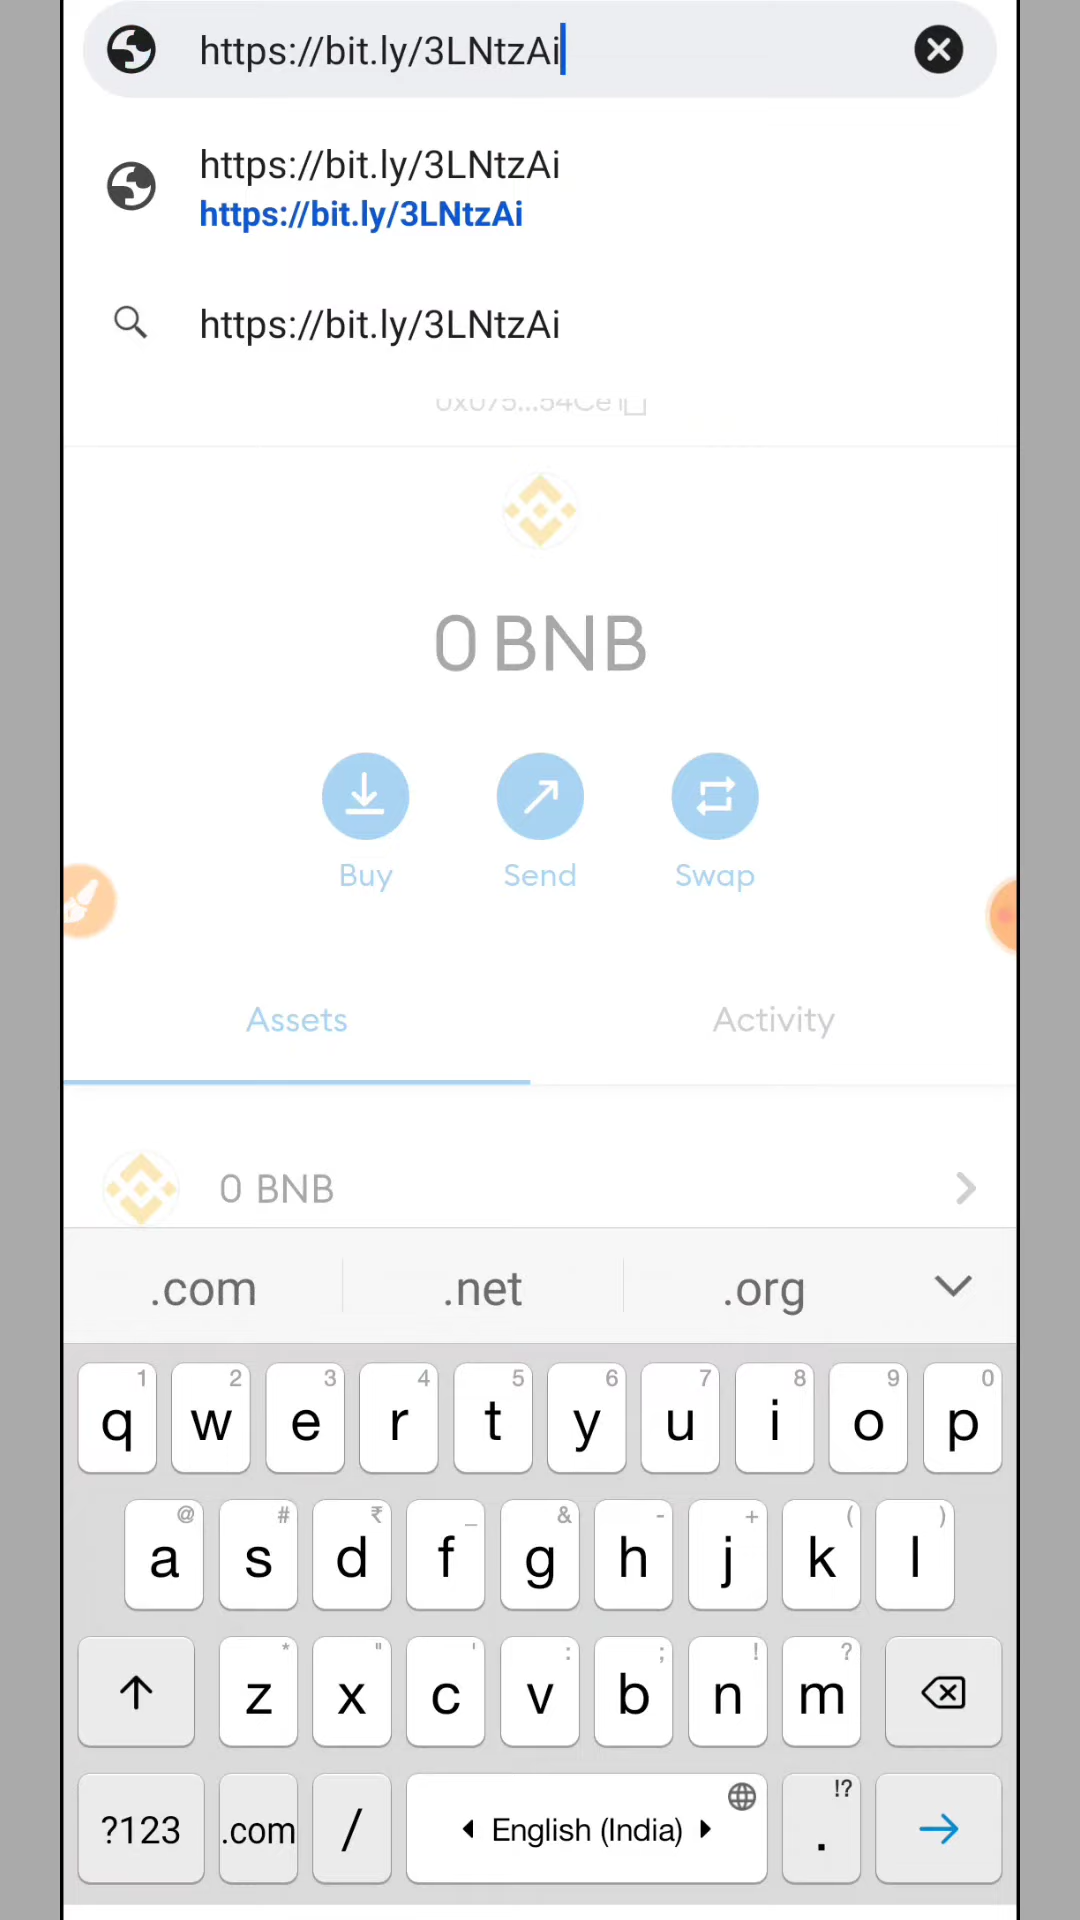 https://bit.ly/3LNtzAi
https://bit.ly/3LNtzAi
https://bit.ly/3LNtzAi
https://bit.ly/3LNtzAi
0 BNB
Buy Send Swap
Assets Activity
0 BNB
.com .net .org
1 2 3 4 5 6 7 8 9 0
q w e r t y u i o p
@ # ₹ _ & - + ( )
a s d f g h j k l
* " ' : ; ! ?
z x c v b n m
!?
?123 .com / English (India) .